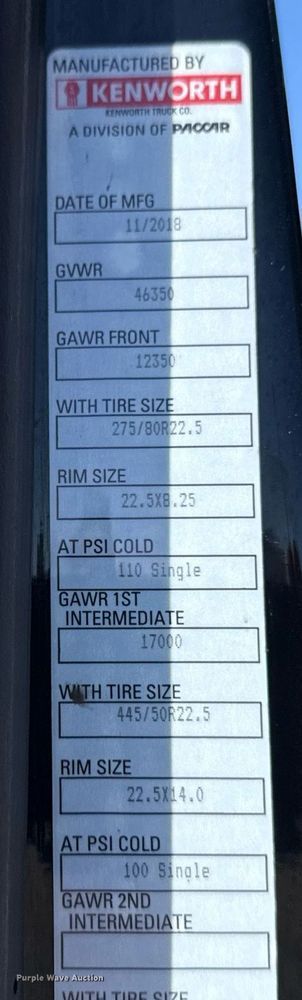 MANUFACTURED BY
KENWORTH
KENWORTH TRUCK CO.
A DIVISION OF PACCAR
DATE OF MFG
11/2018
GVWR
46350
GAWR FRONT
12350
WITH TIRE SIZE
275/80R22.5
RIM SIZE
22.5X8.25
AT PSI COLD
110 Single
GAWR 1ST
INTERMEDIATE
17000
WITH TIRE SIZE
445/50R22.5
RIM SIZE
22.5X14.0
AT PSI COLD
100 Single
GAWR 2ND
INTERMEDIATE
WITH TIRE SIZE
Purple Wave Auction